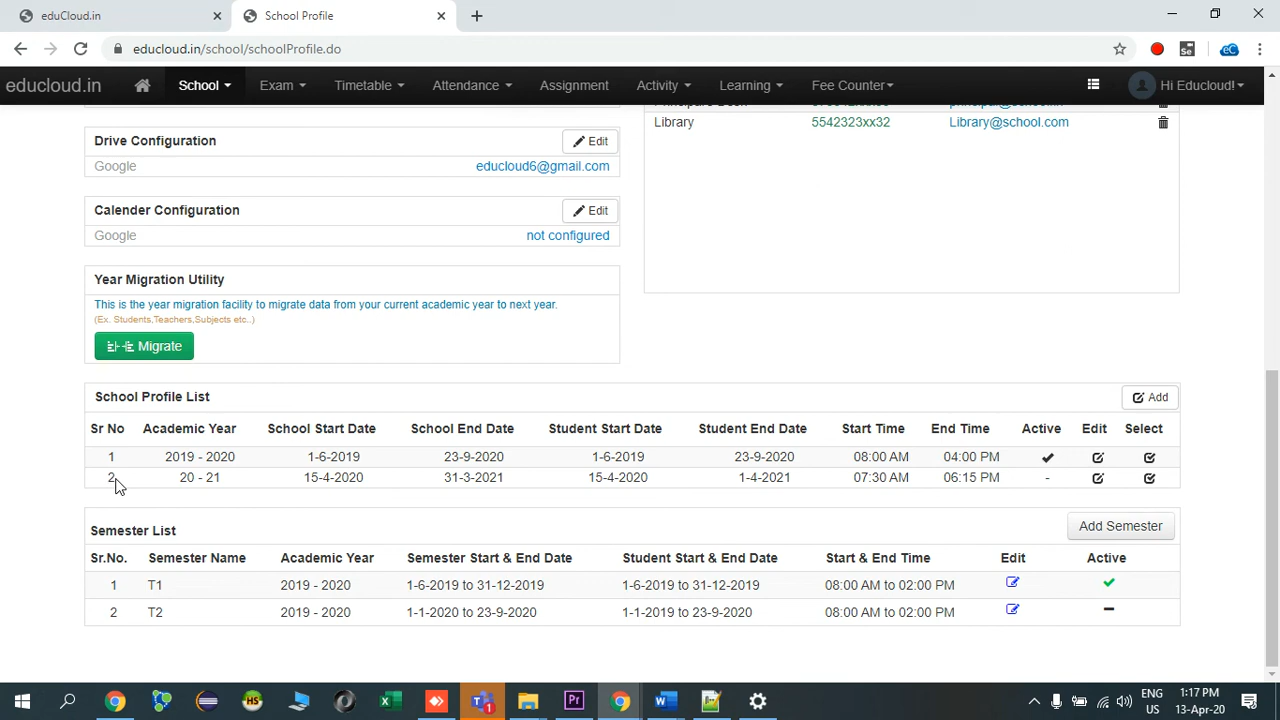 eduCloud.in
School Profile
educloud.in/school/schoolProfile.do
educloud.in School Exam Timetable Attendance Assignment Activity Learning Fee Counter Hi Educloud!
Library 5542323xx32 Library@school.com
Drive Configuration Edit
Google educloud6@gmail.com
Calender Configuration Edit
Google not configured
Year Migration Utility
This is the year migration facility to migrate data from your current academic year to next year.
(Ex. Students,Teachers,Subjects etc..)
Migrate
School Profile List Add
Sr No Academic Year School Start Date School End Date Student Start Date Student End Date Start Time End Time Active Edit Select
1 2019 - 2020 1-6-2019 23-9-2020 1-6-2019 23-9-2020 08:00 AM 04:00 PM
2 20 - 21 15-4-2020 31-3-2021 15-4-2020 1-4-2021 07:30 AM 06:15 PM -
Semester List Add Semester
Sr.No. Semester Name Academic Year Semester Start & End Date Student Start & End Date Start & End Time Edit Active
1 T1 2019 - 2020 1-6-2019 to 31-12-2019 1-6-2019 to 31-12-2019 08:00 AM to 02:00 PM
2 T2 2019 - 2020 1-1-2020 to 23-9-2020 1-1-2019 to 23-9-2020 08:00 AM to 02:00 PM
ENG 1:17 PM
US 13-Apr-20